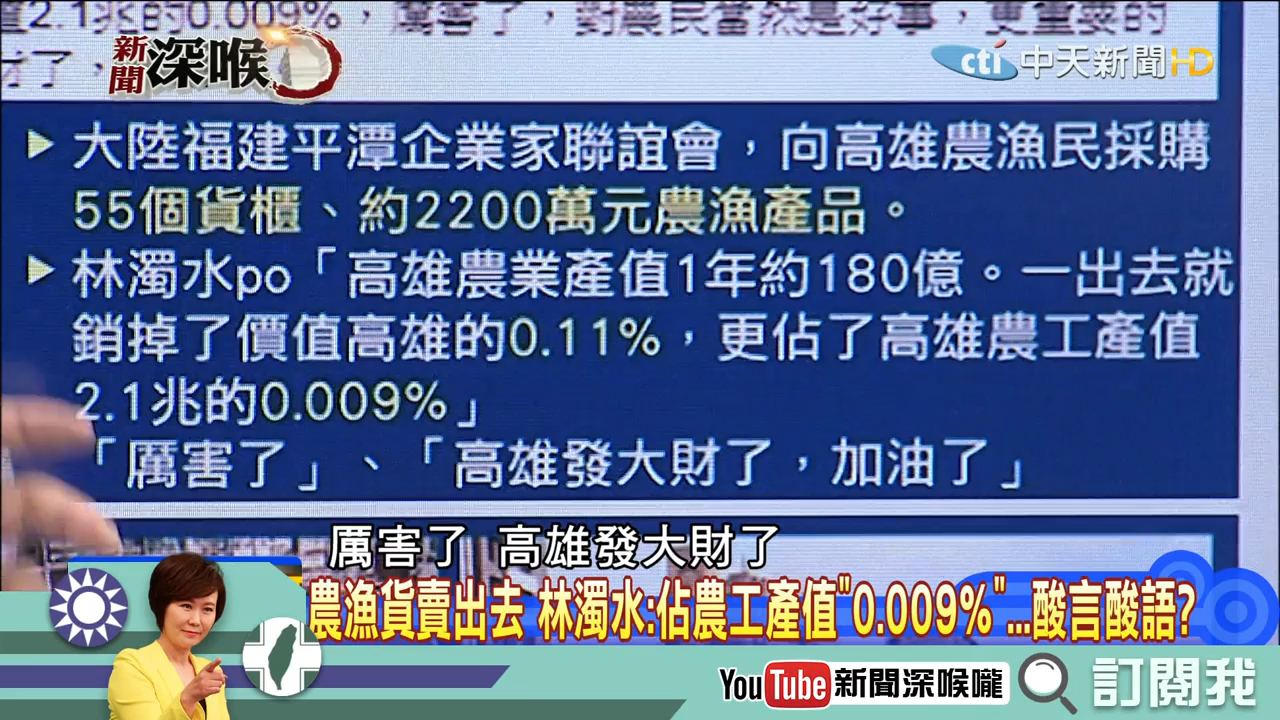 值2.1兆的0.009%，厲害了，對農民當然是好事，更重要的
才了，
新聞深喉
cti 中天新聞HD
▶大陸福建平潭企業家聯誼會，向高雄農漁民採購
55個貨櫃、約2200萬元農漁產品。
▶林濁水po「高雄農業產值1年約180億。一出去就
銷掉了價值高雄的0.11%，更佔了高雄農工產值
2.1兆的0.009%」
「厲害了」、「高雄發大財了，加油了」
厲害了 高雄發大財了
農漁貨賣出去 林濁水:佔農工產值"0.009%"...酸言酸語?
YouTube 新聞深喉嚨 訂閱我